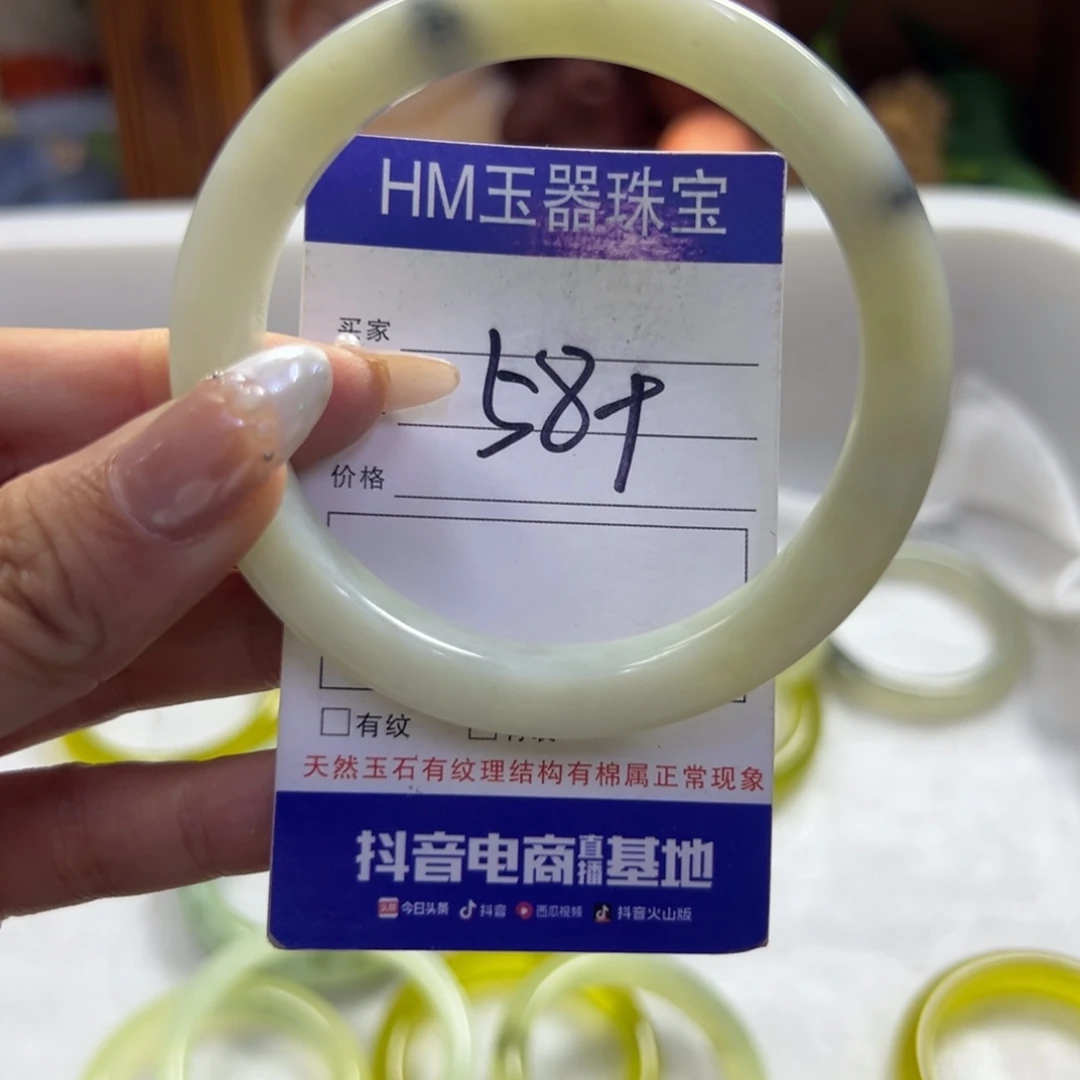 HM玉器珠宝
买家
58+
价格
有纹
天然玉石有纹理结构有棉属正常现象
抖音电商直播基地
头条 今日头条 抖音 西瓜视频 抖音火山版